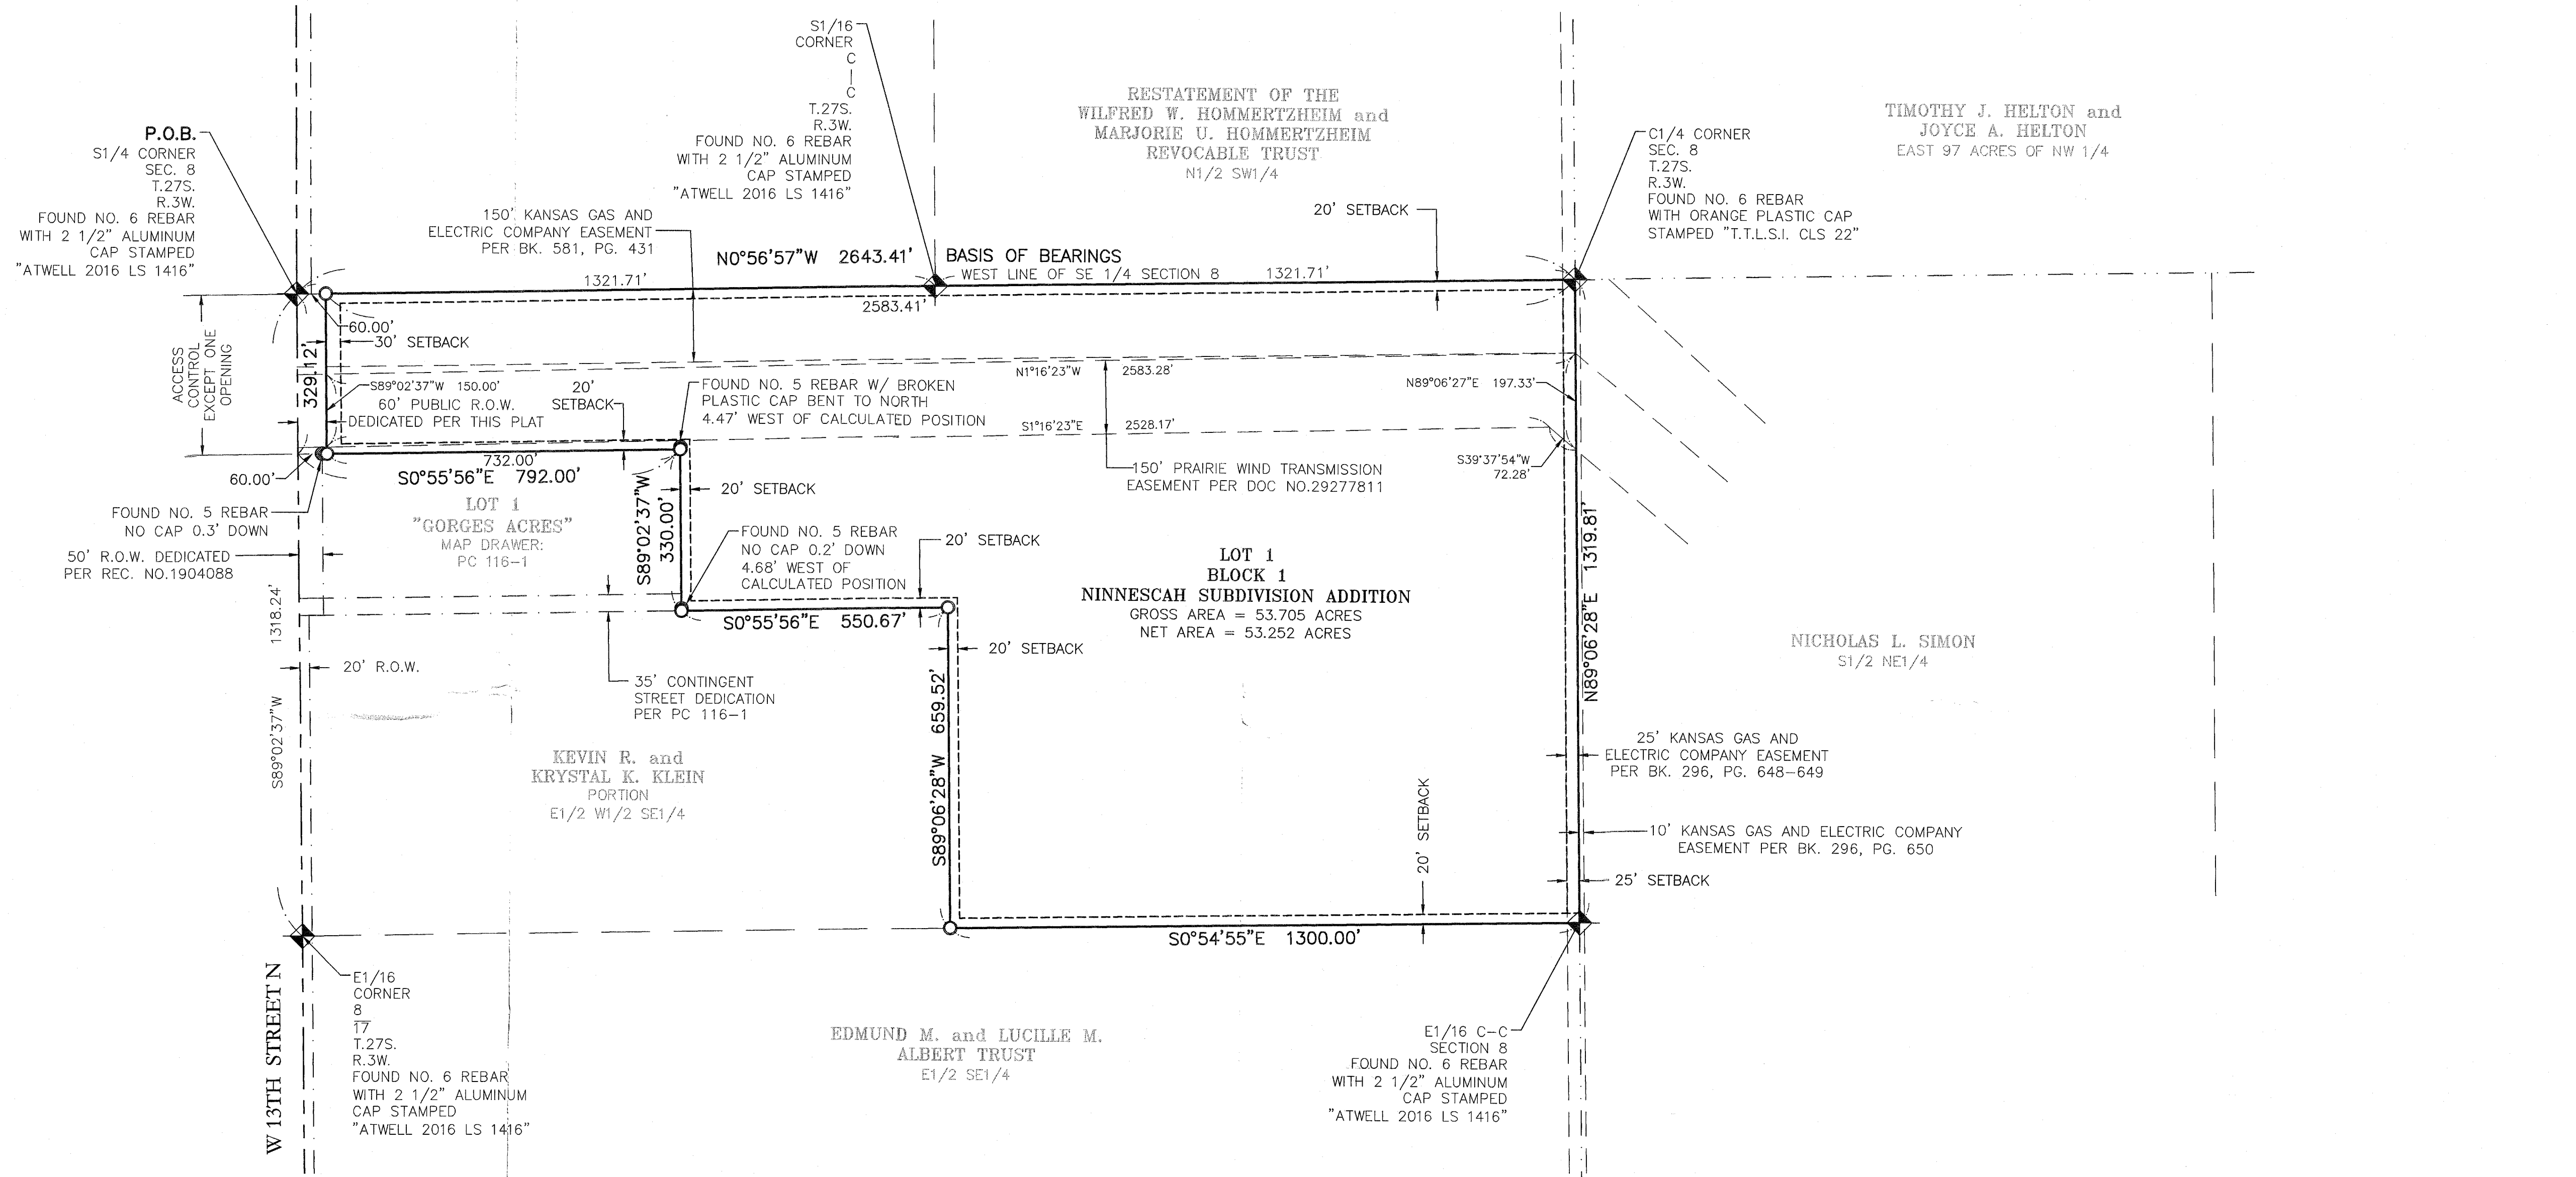 S1/16
CORNER
C
|
C
T.27S.
R.3W.
FOUND NO. 6 REBAR
WITH 2 1/2" ALUMINUM
CAP STAMPED
"ATWELL 2016 LS 1416"
RESTATEMENT OF THE
WILFRED W. HOMMERTZHEIM and
MARJORIE U. HOMMERTZHEIM
REVOCABLE TRUST
N1/2 SW1/4
TIMOTHY J. HELTON and
JOYCE A. HELTON
EAST 97 ACRES OF NW 1/4
P.O.B.
S1/4 CORNER
SEC. 8
T.27S.
R.3W.
FOUND NO. 6 REBAR
WITH 2 1/2" ALUMINUM
CAP STAMPED
"ATWELL 2016 LS 1416"
C1/4 CORNER
SEC. 8
T.27S.
R.3W.
FOUND NO. 6 REBAR
WITH ORANGE PLASTIC CAP
STAMPED "T.T.L.S.I. CLS 22"
150' KANSAS GAS AND
ELECTRIC COMPANY EASEMENT
PER BK. 581, PG. 431
20' SETBACK
N0°56'57"W 2643.41'
BASIS OF BEARINGS
WEST LINE OF SE 1/4 SECTION 8
1321.71'
1321.71'
2583.41'
60.00'
30' SETBACK
ACCESS
CONTROL
EXCEPT ONE
OPENING
329.12'
S89°02'37"W 150.00'
60' PUBLIC R.O.W.
DEDICATED PER THIS PLAT
20'
SETBACK
FOUND NO. 5 REBAR W/ BROKEN
PLASTIC CAP BENT TO NORTH
4.47' WEST OF CALCULATED POSITION
N1°16'23"W 2583.28'
N89°06'27"E 197.33'
S1°16'23"E 2528.17'
S39°37'54"W
72.28'
150' PRAIRIE WIND TRANSMISSION
EASEMENT PER DOC NO.29277811
732.00'
S0°55'56"E 792.00'
60.00'
LOT 1
"GORGES ACRES"
MAP DRAWER:
PC 116-1
FOUND NO. 5 REBAR
NO CAP 0.3' DOWN
50' R.O.W. DEDICATED
PER REC. NO.1904088
S89°02'37"W
330.00'
20' SETBACK
FOUND NO. 5 REBAR
NO CAP 0.2' DOWN
4.68' WEST OF
CALCULATED POSITION
20' SETBACK
LOT 1
BLOCK 1
NINNESCAH SUBDIVISION ADDITION
GROSS AREA = 53.705 ACRES
NET AREA = 53.252 ACRES
N89°06'28"E 1319.81'
S0°55'56"E 550.67'
20' SETBACK
S89°02'37"W 1318.24'
20' R.O.W.
35' CONTINGENT
STREET DEDICATION
PER PC 116-1
NICHOLAS L. SIMON
S1/2 NE1/4
S89°06'28"W 659.52'
KEVIN R. and
KRYSTAL K. KLEIN
PORTION
E1/2 W1/2 SE1/4
25' KANSAS GAS AND
ELECTRIC COMPANY EASEMENT
PER BK. 296, PG. 648-649
20' SETBACK
10' KANSAS GAS AND ELECTRIC COMPANY
EASEMENT PER BK. 296, PG. 650
25' SETBACK
S0°54'55"E 1300.00'
W 13TH STREET N
E1/16
CORNER
8
17
T.27S.
R.3W.
FOUND NO. 6 REBAR
WITH 2 1/2" ALUMINUM
CAP STAMPED
"ATWELL 2016 LS 1416"
EDMUND M. and LUCILLE M.
ALBERT TRUST
E1/2 SE1/4
E1/16 C-C
SECTION 8
FOUND NO. 6 REBAR
WITH 2 1/2" ALUMINUM
CAP STAMPED
"ATWELL 2016 LS 1416"